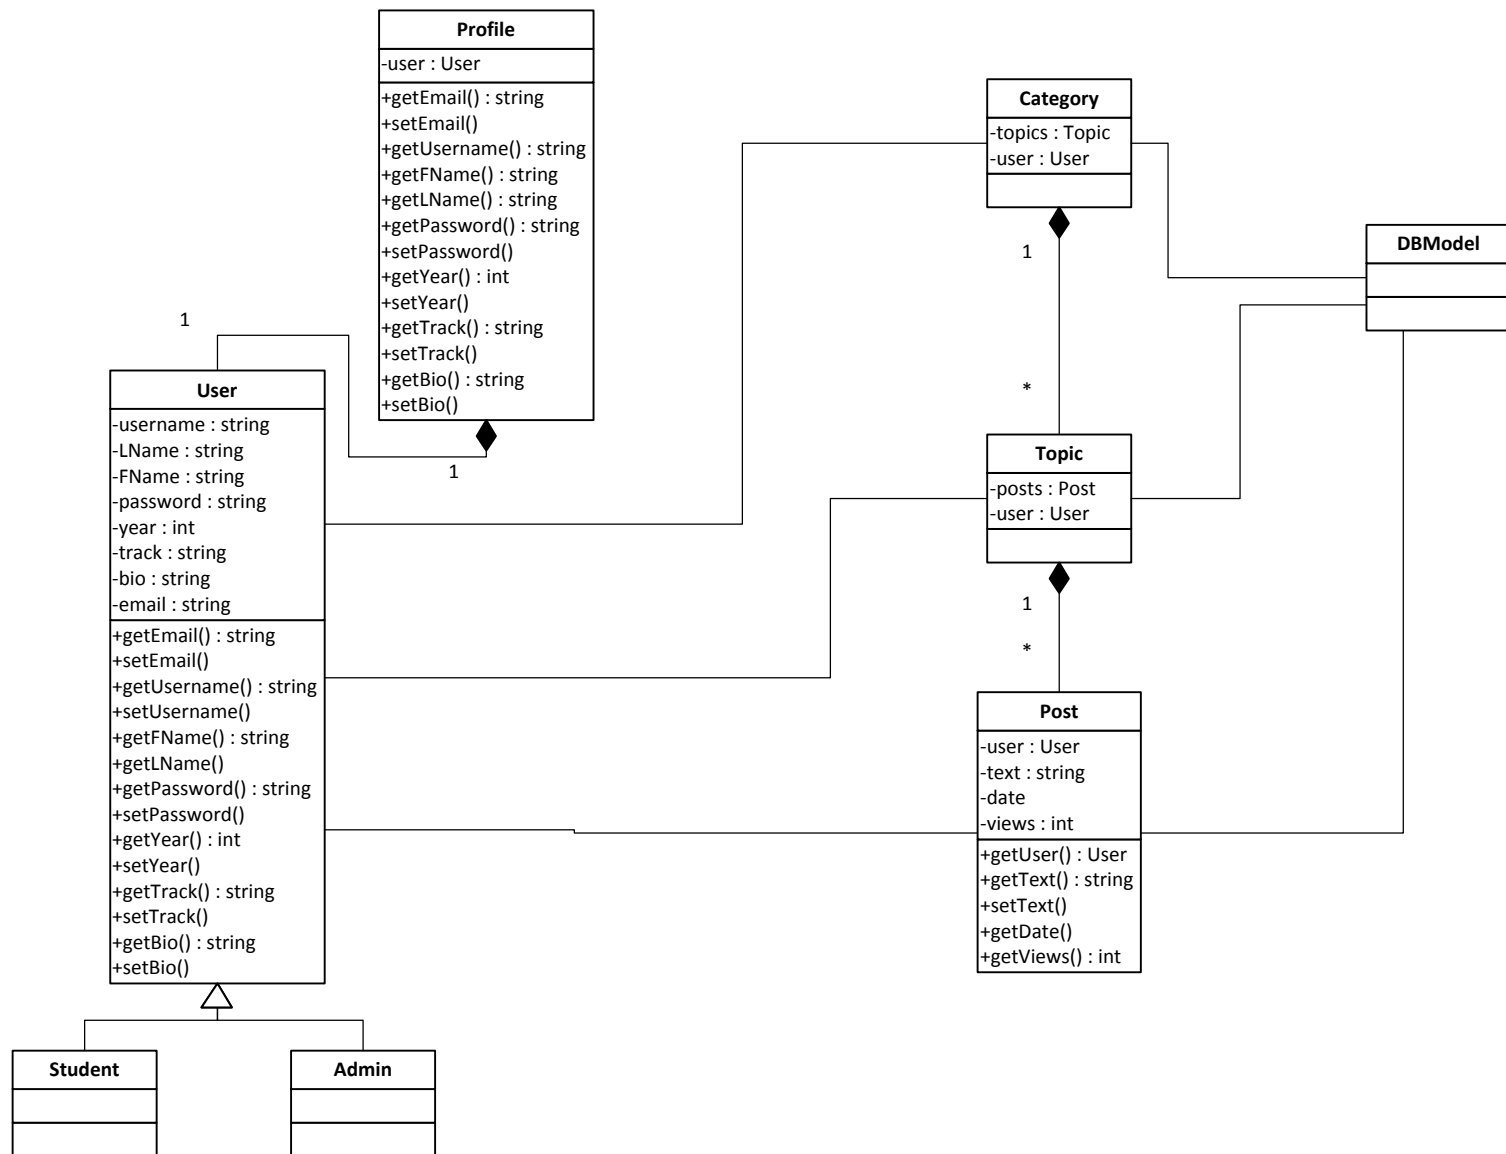 Profile
-user : User
+getEmail() : string
+setEmail()
+getUsername() : string
+getFName() : string
+getLName() : string
+getPassword() : string
+setPassword()
+getYear() : int
+setYear()
+getTrack() : string
+setTrack()
+getBio() : string
+setBio()
1
1
User
-username : string
-LName : string
-FName : string
-password : string
-year : int
-track : string
-bio : string
-email : string
+getEmail() : string
+setEmail()
+getUsername() : string
+setUsername()
+getFName() : string
+getLName()
+getPassword() : string
+setPassword()
+getYear() : int
+setYear()
+getTrack() : string
+setTrack()
+getBio() : string
+setBio()
Student
Admin
Category
-topics : Topic
-user : User
1
*
Topic
-posts : Post
-user : User
1
*
Post
-user : User
-text : string
-date
-views : int
+getUser() : User
+getText() : string
+setText()
+getDate()
+getViews() : int
DBModel